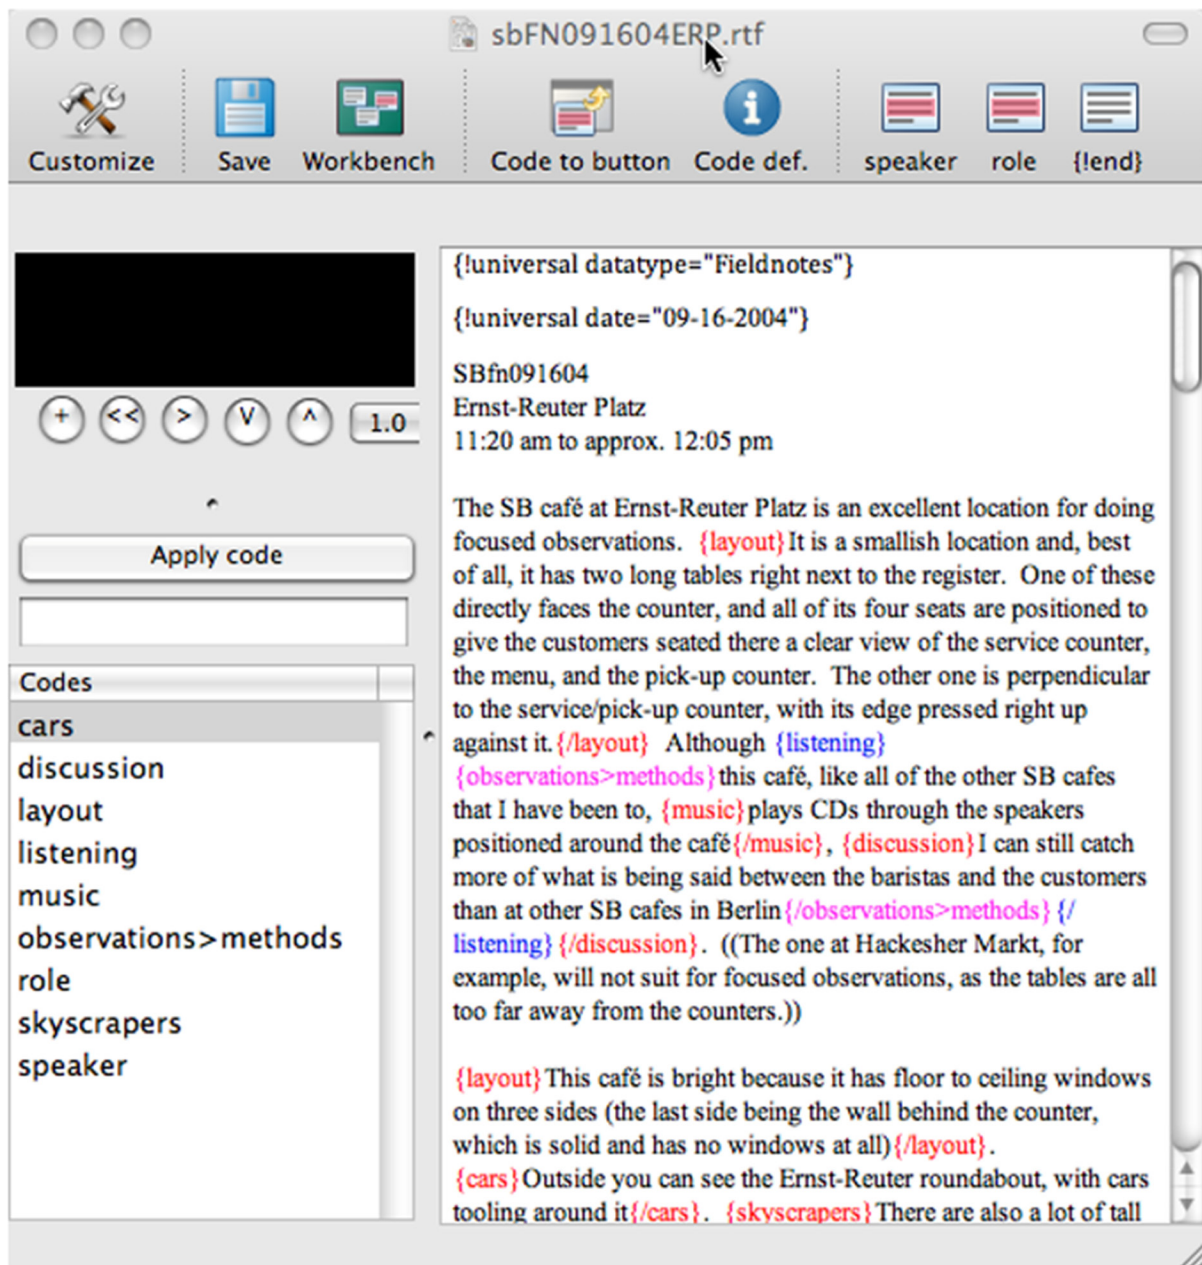 sbFN091604ERP.rtf
Customize Save Workbench Code to button Code def. speaker role {!end}
+ << > V ^ 1.0
Apply code
Codes
cars
discussion
layout
listening
music
observations>methods
role
skyscrapers
speaker
{!universal datatype="Fieldnotes"}
{!universal date="09-16-2004"}
SBfn091604
Ernst-Reuter Platz
11:20 am to approx. 12:05 pm
The SB café at Ernst-Reuter Platz is an excellent location for doing
focused observations. {layout}It is a smallish location and, best
of all, it has two long tables right next to the register. One of these
directly faces the counter, and all of its four seats are positioned to
give the customers seated there a clear view of the service counter,
the menu, and the pick-up counter. The other one is perpendicular
to the service/pick-up counter, with its edge pressed right up
against it.{/layout} Although {listening}
{observations>methods}this café, like all of the other SB cafes
that I have been to, {music}plays CDs through the speakers
positioned around the café{/music}, {discussion}I can still catch
more of what is being said between the baristas and the customers
than at other SB cafes in Berlin{/observations>methods}{/
listening}{/discussion}. ((The one at Hackesher Markt, for
example, will not suit for focused observations, as the tables are all
too far away from the counters.))
{layout}This café is bright because it has floor to ceiling windows
on three sides (the last side being the wall behind the counter,
which is solid and has no windows at all){/layout}.
{cars}Outside you can see the Ernst-Reuter roundabout, with cars
tooling around it{/cars}. {skyscrapers}There are also a lot of tall